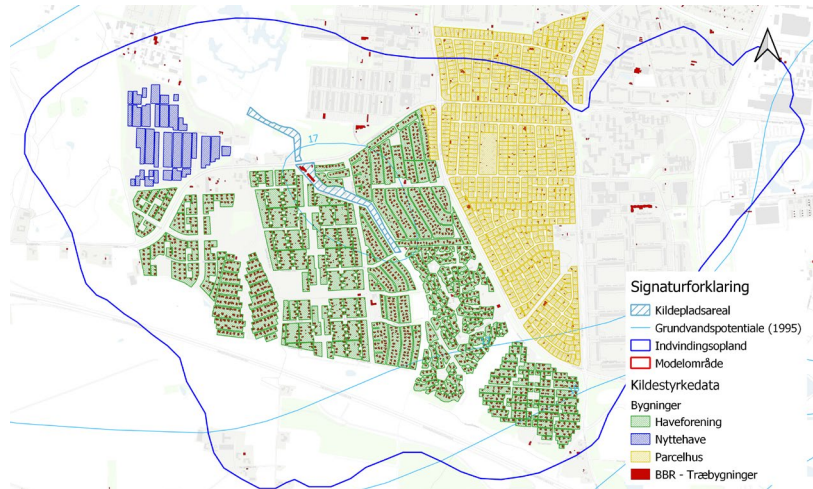 17
Signaturforklaring
Kildepladsareal
Grundvandspotentiale (1995)
Indvindingsopland
Modelområde
Kildestyrkedata
Bygninger
Haveforening
Nyttehave
Parcelhus
BBR - Træbygninger